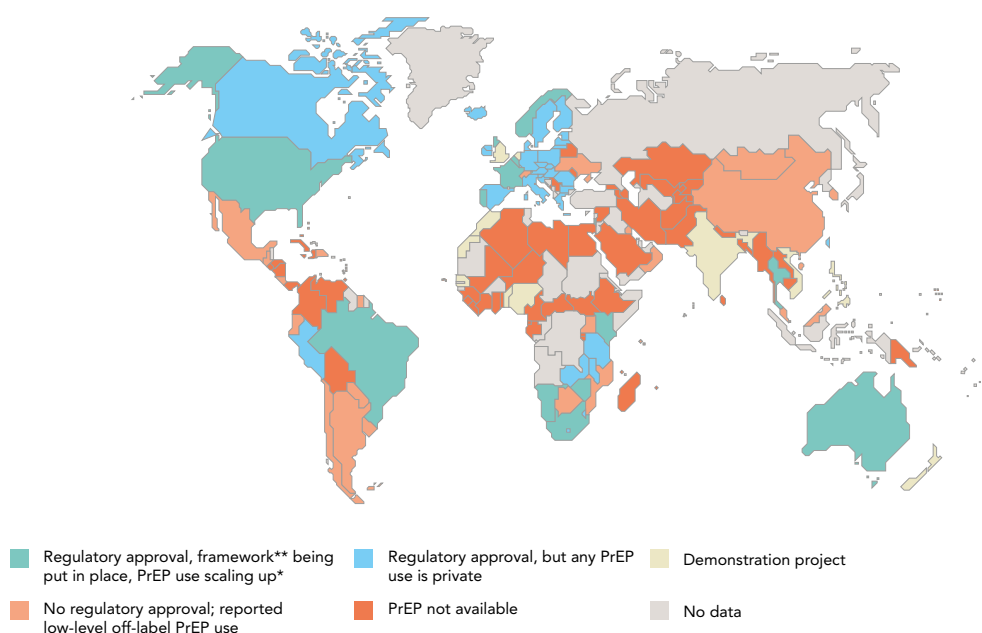 Regulatory approval, framework** being
put in place, PrEP use scaling up*
Regulatory approval, but any PrEP
use is private
Demonstration project
No regulatory approval; reported
low-level off-label PrEP use
PrEP not available
No data